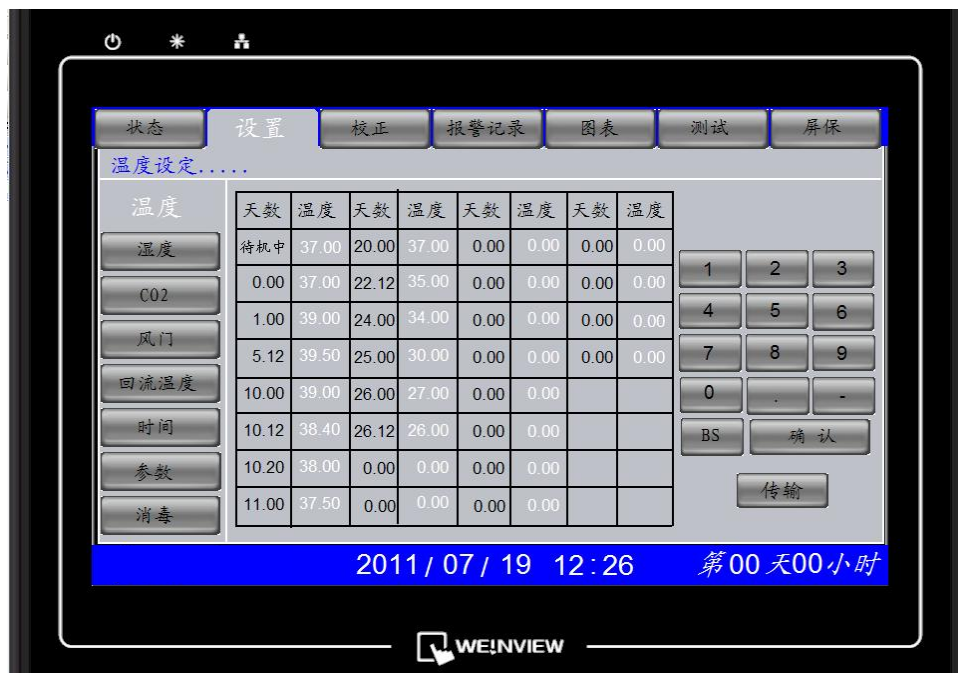 状态 设置 校正 报警记录 图表 测试 屏保
温度设定.....
温度
湿度
CO2
风门
回流温度
时间
参数
消毒
天数 温度 天数 温度 天数 温度 天数 温度
待机中 37.00 20.00 37.00 0.00 0.00 0.00 0.00
0.00 37.00 22.12 35.00 0.00 0.00 0.00 0.00
1.00 39.00 24.00 34.00 0.00 0.00 0.00 0.00
5.12 39.50 25.00 30.00 0.00 0.00 0.00 0.00
10.00 39.00 26.00 27.00 0.00 0.00
10.12 38.40 26.12 26.00 0.00 0.00
10.20 38.00 0.00 0.00 0.00 0.00
11.00 37.50 0.00 0.00 0.00 0.00
1 2 3
4 5 6
7 8 9
0 . -
BS 确 认
传输
2011/07/19 12:26 第00天00小时
WE!NVIEW